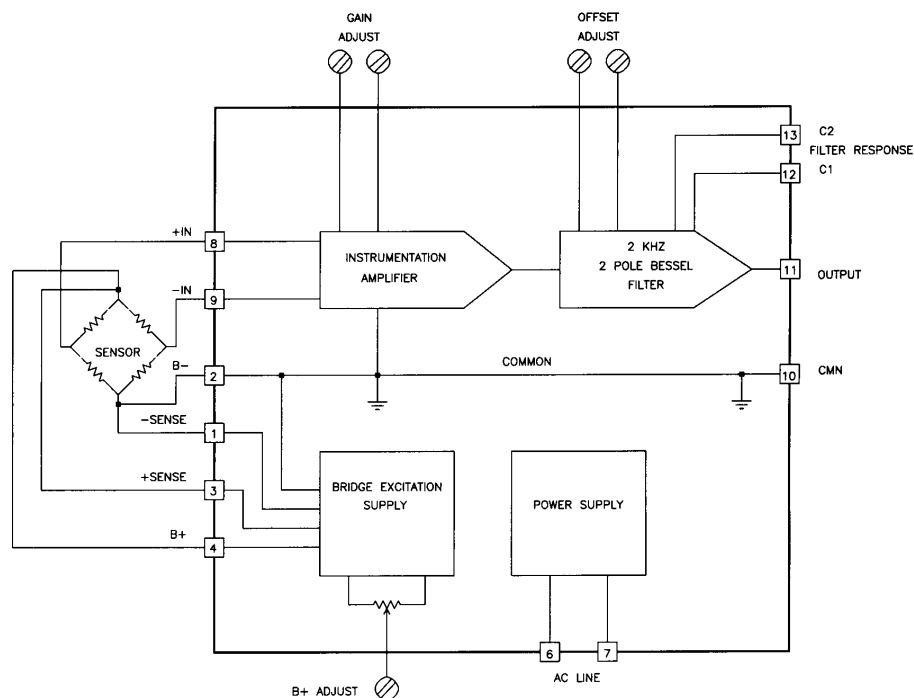 GAIN
ADJUST
OFFSET
ADJUST
13
C2
FILTER RESPONSE
12
C1
+IN
8
INSTRUMENTATION
AMPLIFIER
2 KHZ
2 POLE BESSEL
FILTER
11
OUTPUT
-IN
9
SENSOR
B-
2
COMMON
10
CMN
-SENSE
1
+SENSE
3
BRIDGE EXCITATION
SUPPLY
POWER SUPPLY
B+
4
6
7
AC LINE
B+ ADJUST